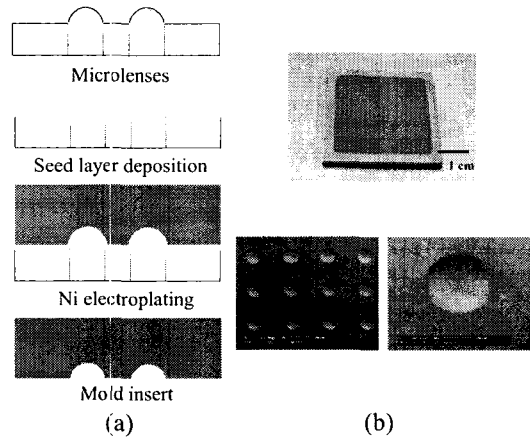 Microlenses
Seed layer deposition
Ni electroplating
Mold insert
(a)
1 cm
(b)